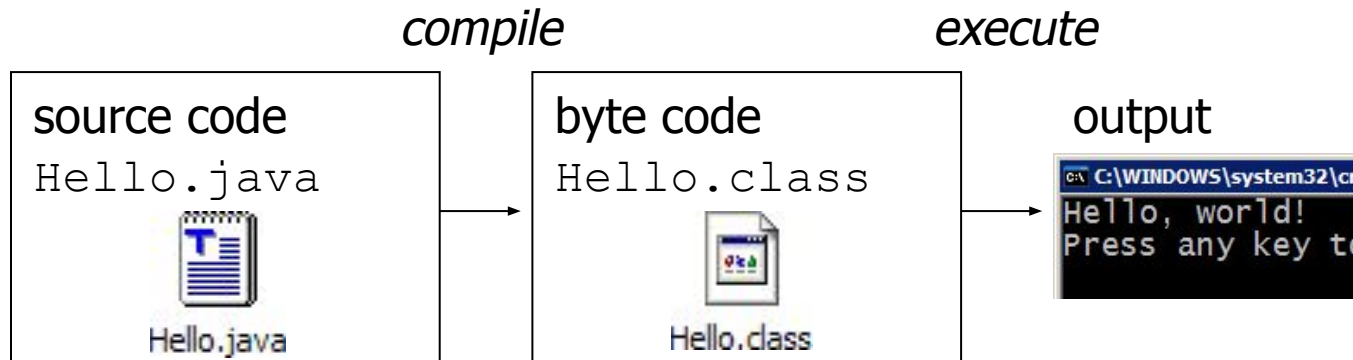 compile
execute
source code
Hello.java
Hello.java
byte code
Hello.class
Hello.class
output
C:\WINDOWS\system32\c
Hello, world!
Press any key to